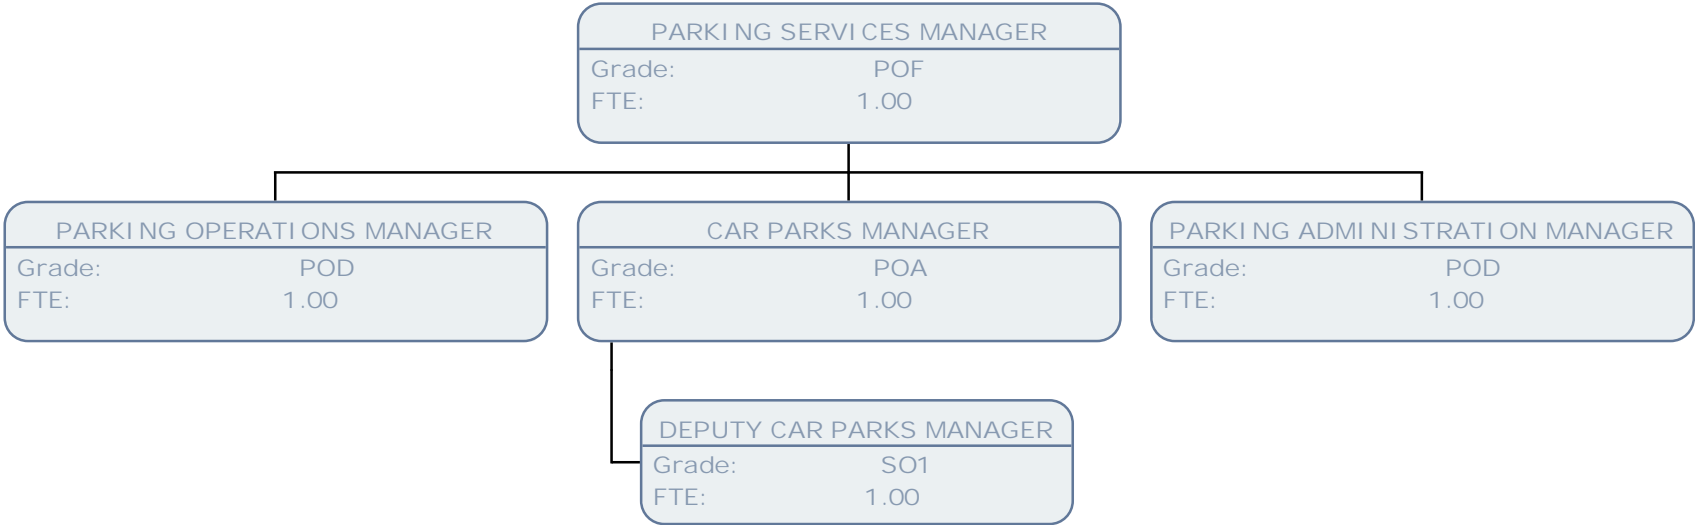 PARKING SERVICES MANAGER
Grade: POF
FTE: 1.00
PARKING OPERATIONS MANAGER
Grade: POD
FTE: 1.00
CAR PARKS MANAGER
Grade: POA
FTE: 1.00
PARKING ADMINISTRATION MANAGER
Grade: POD
FTE: 1.00
DEPUTY CAR PARKS MANAGER
Grade: SO1
FTE: 1.00